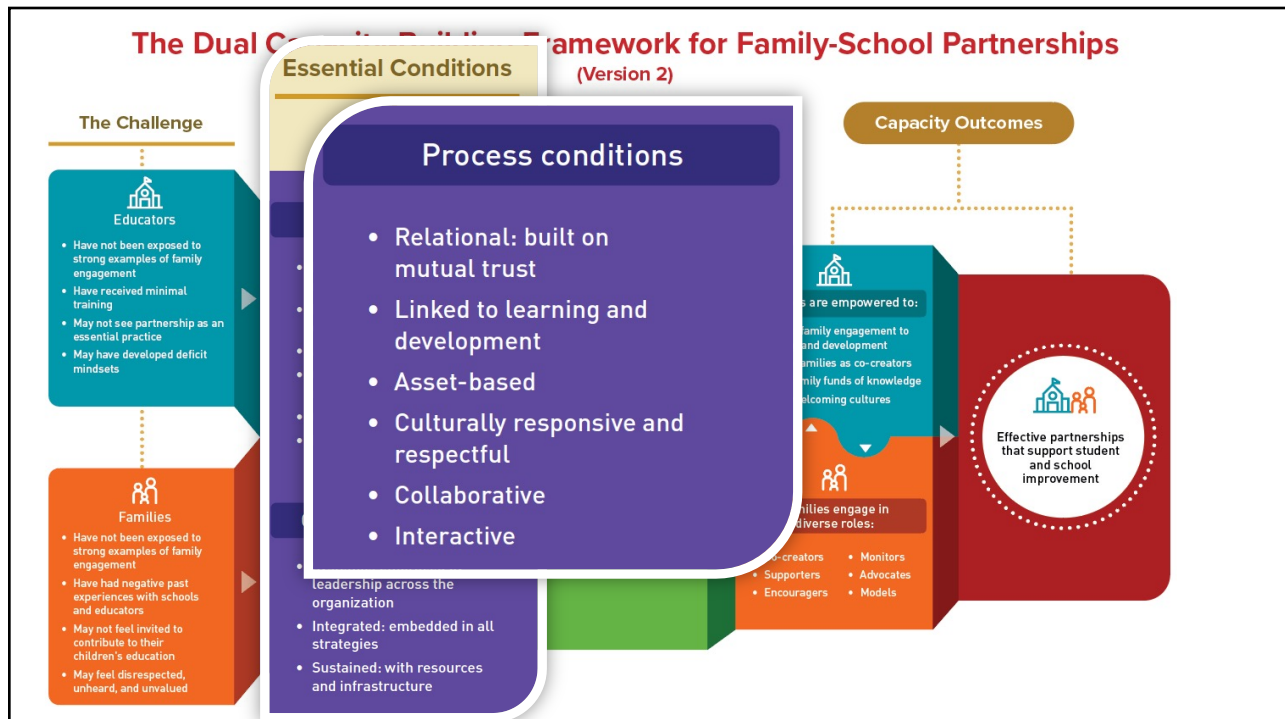 The Dual Capacity Building Framework for Family-School Partnerships
(Version 2)
Essential Conditions
The Challenge
Educators
• Have not been exposed to
strong examples of family
engagement
• Have received minimal
training
• May not see partnership as an
essential practice
• May have developed deficit
mindsets
Families
• Have not been exposed to
strong examples of family
engagement
• Have had negative past
experiences with schools
and educators
• May not feel invited to
contribute to their
children's education
• May feel disrespected,
unheard, and unvalued
Process conditions
• Relational: built on
mutual trust
• Linked to learning and
development
• Asset-based
• Culturally responsive and
respectful
• Collaborative
• Interactive
leadership across the
organization
• Integrated: embedded in all
strategies
• Sustained: with resources
and infrastructure
Capacity Outcomes
are empowered to:
family engagement to
and development
families as co-creators
family funds of knowledge
welcoming cultures
families engage in
diverse roles:
co-creators
• Supporters
• Encouragers
• Monitors
• Advocates
• Models
Effective partnerships
that support student
and school
improvement